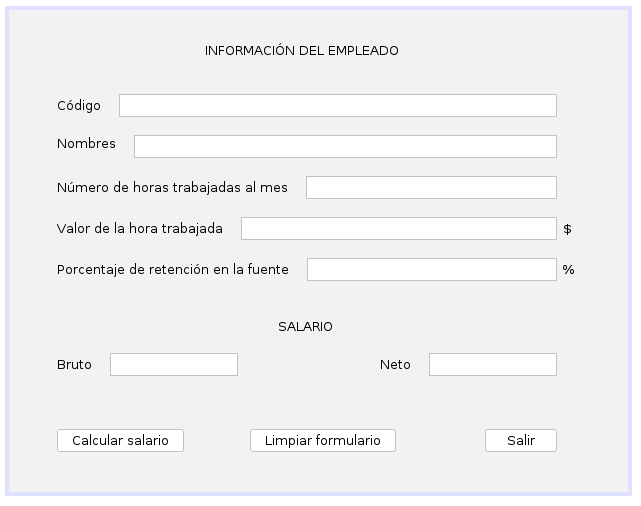 INFORMACIÓN DEL EMPLEADO
Código
Nombres
Número de horas trabajadas al mes
Valor de la hora trabajada $
Porcentaje de retención en la fuente %
SALARIO
Bruto Neto
Calcular salario Limpiar formulario Salir